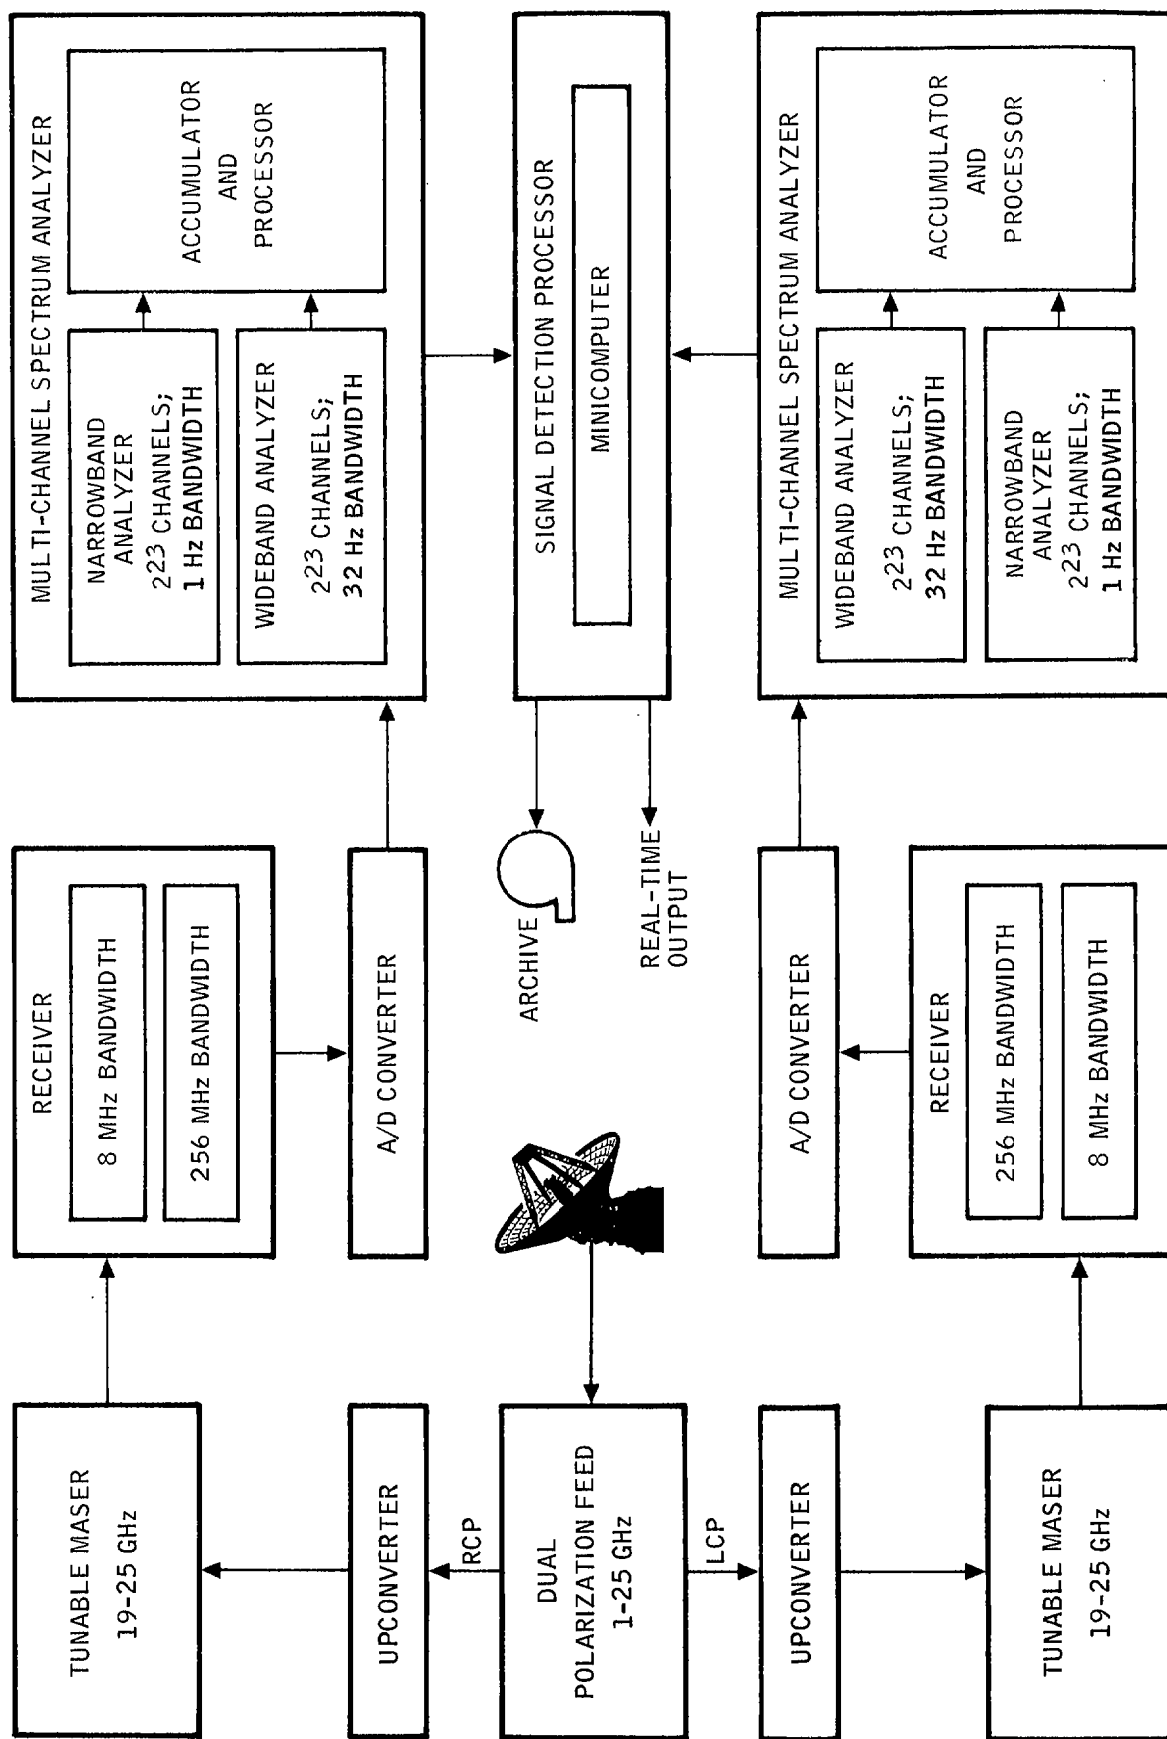 TUNABLE MASER
19-25 GHz
UPCONVERTER
RCP
DUAL
POLARIZATION FEED
1-25 GHz
LCP
UPCONVERTER
TUNABLE MASER
19-25 GHz
RECEIVER
8 MHz BANDWIDTH
256 MHz BANDWIDTH
A/D CONVERTER
ARCHIVE
REAL-TIME
OUTPUT
A/D CONVERTER
RECEIVER
256 MHz BANDWIDTH
8 MHz BANDWIDTH
MULTI-CHANNEL SPECTRUM ANALYZER
NARROWBAND
ANALYZER
2²³ CHANNELS;
1 Hz BANDWIDTH
WIDEBAND ANALYZER
2²³ CHANNELS;
32 Hz BANDWIDTH
ACCUMULATOR
AND
PROCESSOR
SIGNAL DETECTION PROCESSOR
MINICOMPUTER
MULTI-CHANNEL SPECTRUM ANALYZER
WIDEBAND ANALYZER
2²³ CHANNELS;
32 Hz BANDWIDTH
NARROWBAND
ANALYZER
2²³ CHANNELS;
1 Hz BANDWIDTH
ACCUMULATOR
AND
PROCESSOR